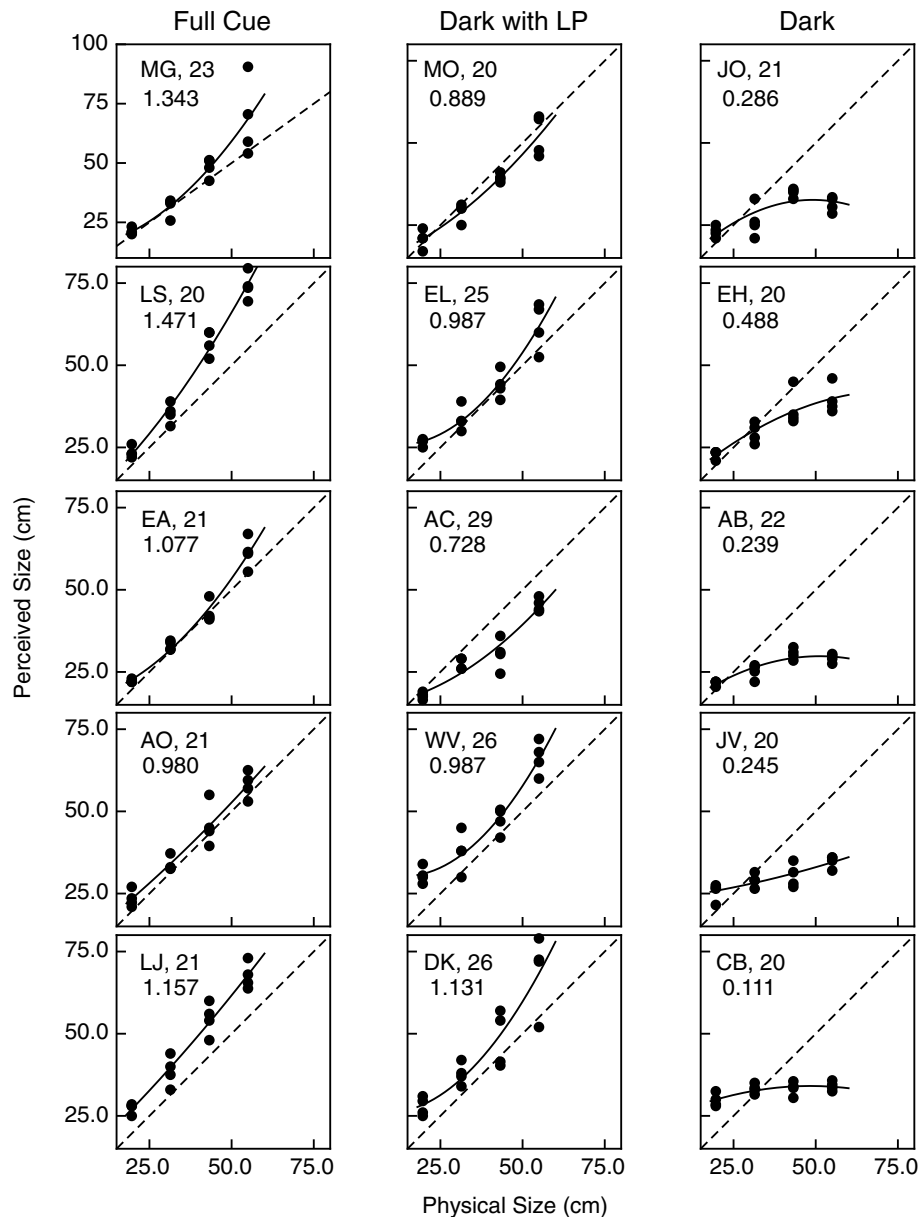 Full Cue Dark with LP Dark
100
75
50
25
MG, 23
1.343
MO, 20
0.889
JO, 21
0.286
75.0
50.0
25.0
LS, 20
1.471
EL, 25
0.987
EH, 20
0.488
75.0
50.0
25.0
EA, 21
1.077
AC, 29
0.728
AB, 22
0.239
Perceived Size (cm)
75.0
50.0
25.0
AO, 21
0.980
WV, 26
0.987
JV, 20
0.245
75.0
50.0
25.0
LJ, 21
1.157
DK, 26
1.131
CB, 20
0.111
25.0 50.0 75.0 25.0 50.0 75.0 25.0 50.0 75.0
Physical Size (cm)